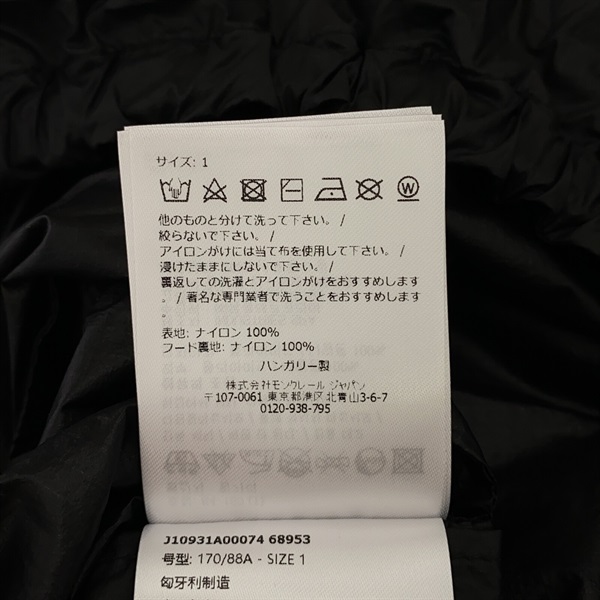 サイズ: 1
W
他のものと分けて洗って下さい。 /
絞らないで下さい。 /
アイロンがけには当て布を使用して下さい。 /
浸けたままにしないで下さい。 /
裏返しての洗濯とアイロンがけをおすすめします
。 / 著名な専門業者で洗うことをおすすめします
。
表地: ナイロン 100%
フード裏地: ナイロン 100%
ハンガリー製
株式会社モンクレール ジャパン
〒107-0061 東京都港区北青山3-6-7
0120-938-795
J10931A00074 68953
号型: 170/88A - SIZE 1
匈牙利制造